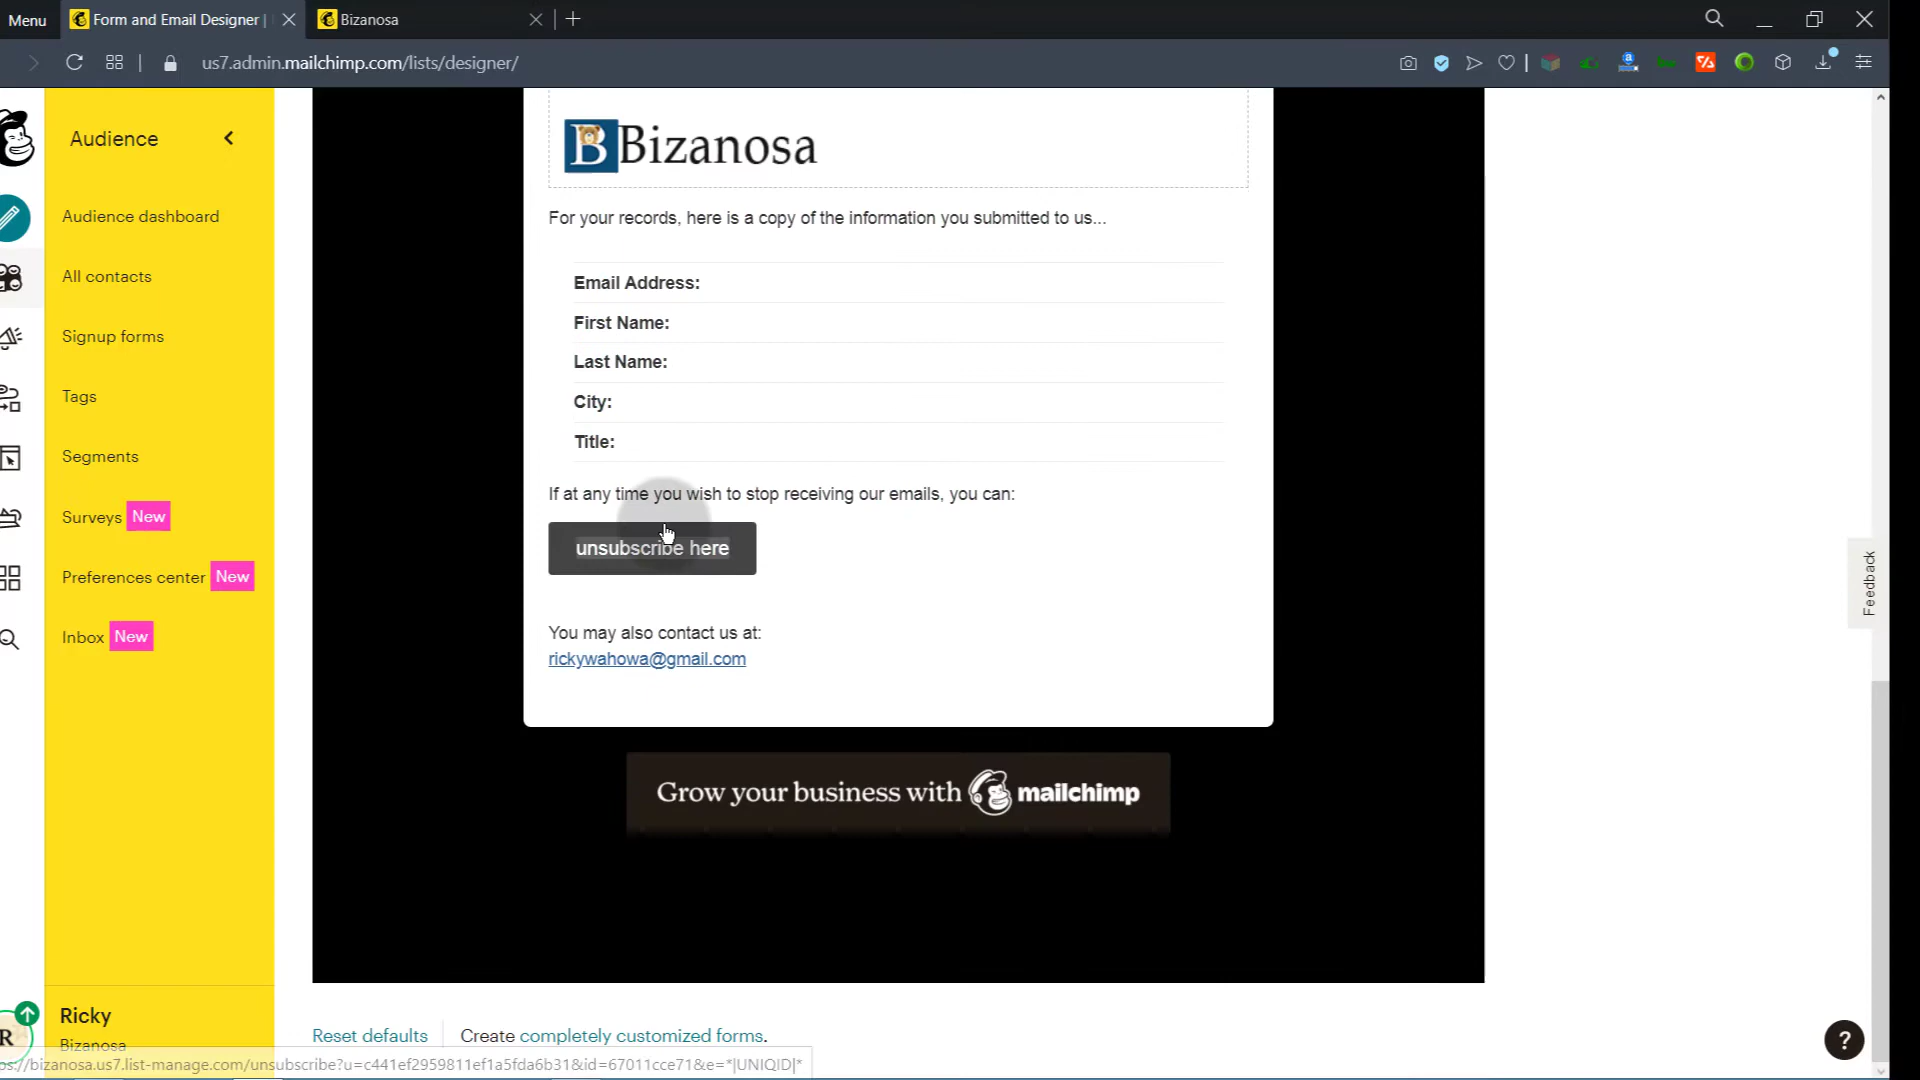 Menu
Form and Email Designer |
Bizanosa
us7.admin.mailchimp.com/lists/designer/
Audience
Audience dashboard
All contacts
Signup forms
Tags
Segments
Surveys New
Preferences center New
Inbox New
Ricky
Bizanosa
R
B Bizanosa
For your records, here is a copy of the information you submitted to us...
Email Address:
First Name:
Last Name:
City:
Title:
If at any time you wish to stop receiving our emails, you can:
unsubscribe here
You may also contact us at:
rickywahowa@gmail.com
Grow your business with mailchimp
Feedback
Reset defaults
Create completely customized forms.
?
ps://bizanosa.us7.list-manage.com/unsubscribe?u=c441ef2959811ef1a5fda6b31&id=67011cce71&e=*|UNIQID|*